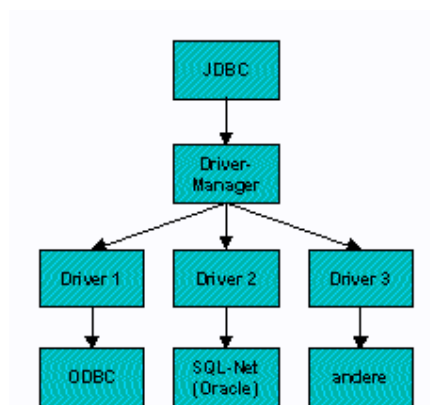 JDBC
Driver-
Manager
Driver 1
Driver 2
Driver 3
ODBC
SQL-Net
(Oracle)
andere